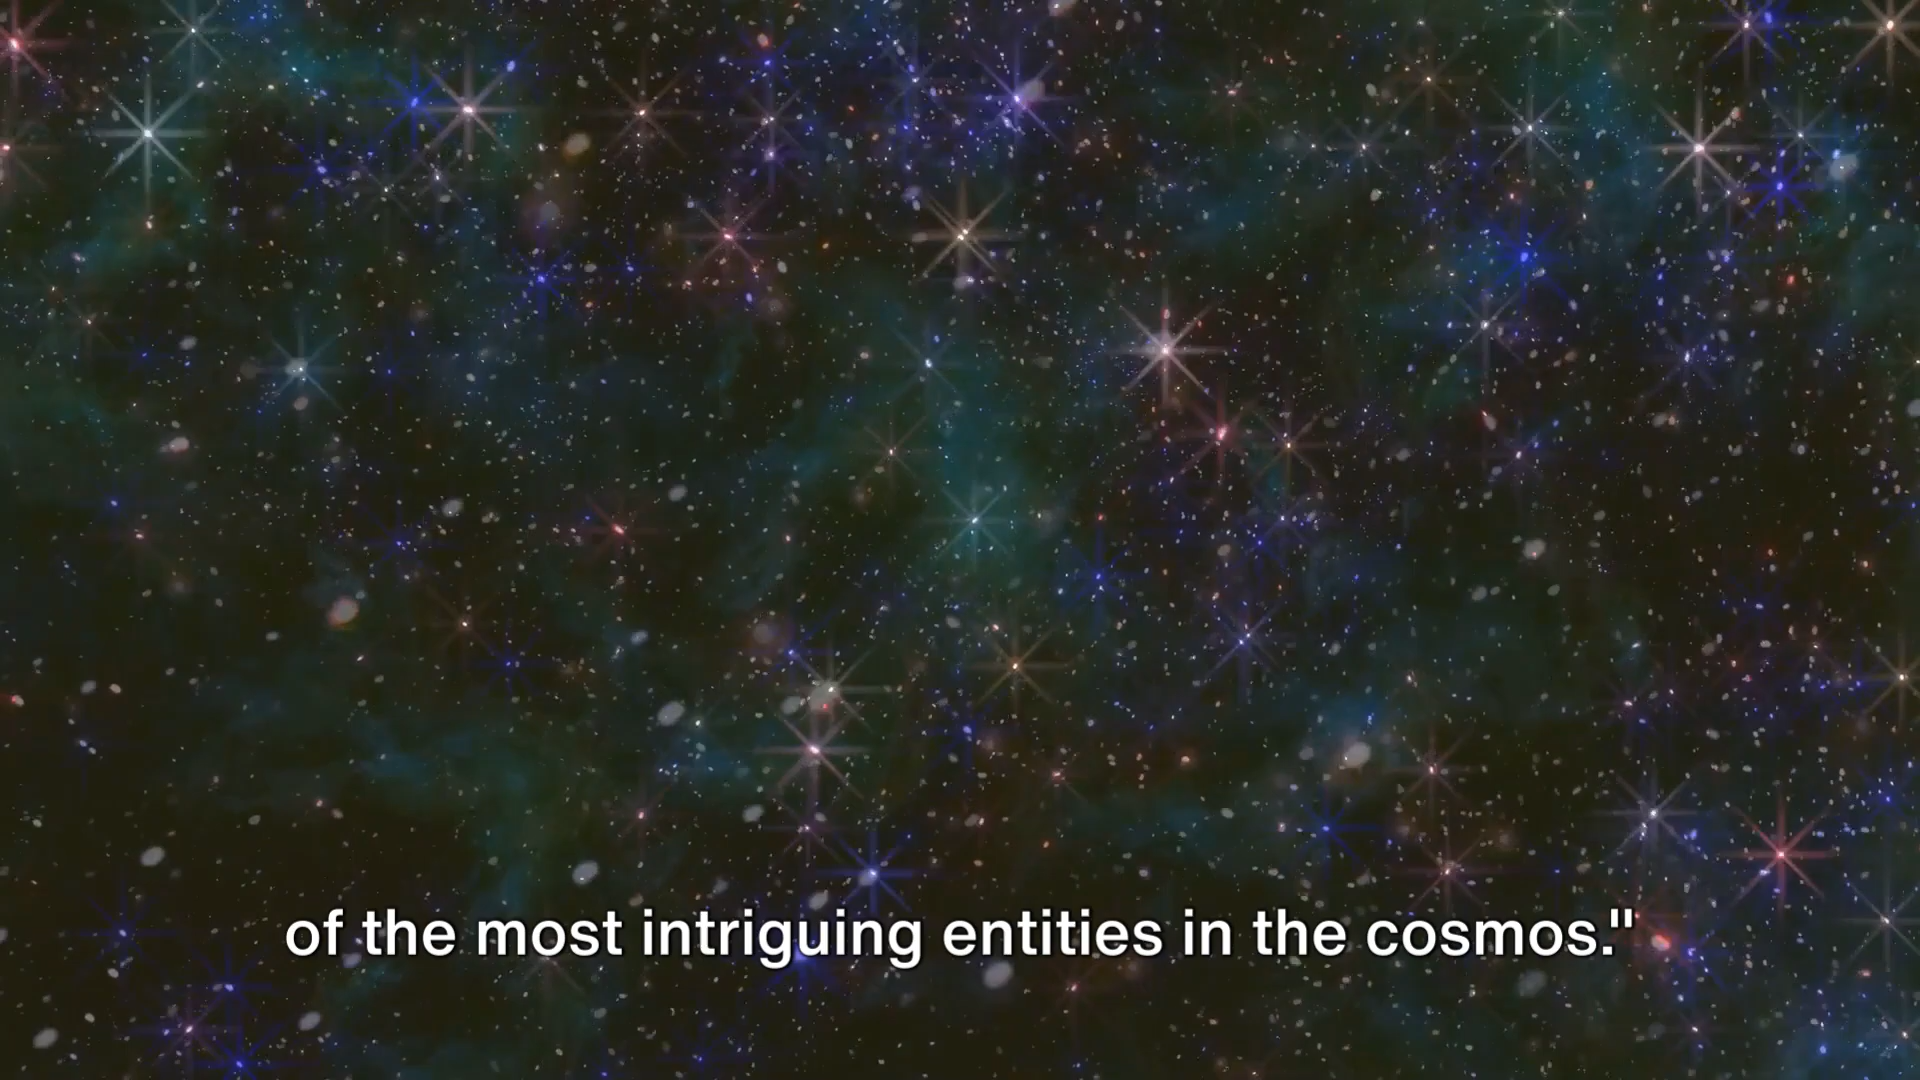 of the most intriguing entities in the cosmos."